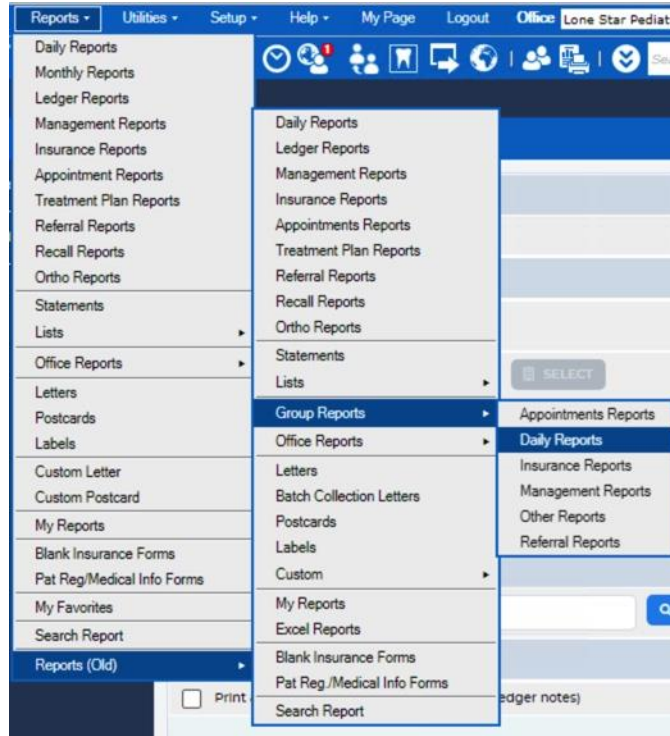 Reports Utilities Setup Help My Page Logout Office Lone Star Pediat
1
Daily Reports
Monthly Reports
Ledger Reports
Management Reports
Insurance Reports
Appointment Reports
Treatment Plan Reports
Referral Reports
Recall Reports
Ortho Reports
Statements
Lists
Office Reports
Letters
Postcards
Labels
Custom Letter
Custom Postcard
My Reports
Blank Insurance Forms
Pat Reg/Medical Info Forms
My Favorites
Search Report
Reports (Old)
Daily Reports
Ledger Reports
Management Reports
Insurance Reports
Appointments Reports
Treatment Plan Reports
Referral Reports
Recall Reports
Ortho Reports
Statements
Lists
Group Reports
Office Reports
Letters
Batch Collection Letters
Postcards
Labels
Custom
My Reports
Excel Reports
Blank Insurance Forms
Pat Reg./Medical Info Forms
Search Report
SELECT
Appointments Reports
Daily Reports
Insurance Reports
Management Reports
Other Reports
Referral Reports
Print
edger notes)